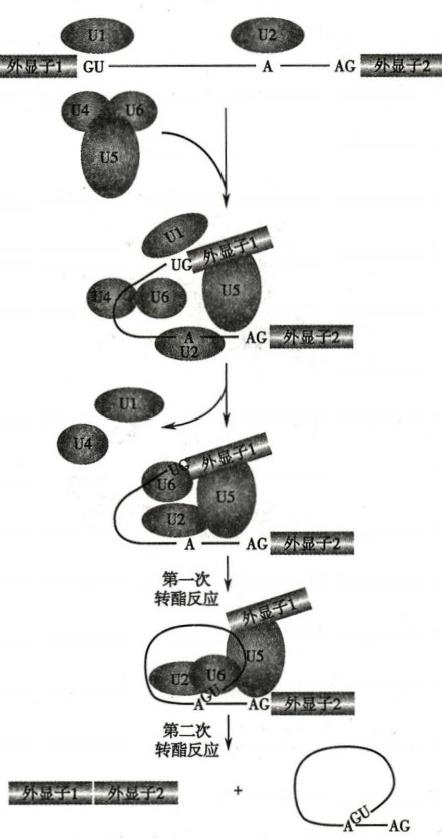 U1 U2
外显子1 GU A AG 外显子2
U4 U6
U5
U1 外显子1
UG
U4 U6 U5
A AG 外显子2
U2
U1
U4
UG 外显子1
U6 U5
U2
A AG 外显子2
第一次
转酯反应
外显子1
U5
U2 U6
GU
A AG 外显子2
第二次
转酯反应
外显子1 外显子2 +
GU
A AG